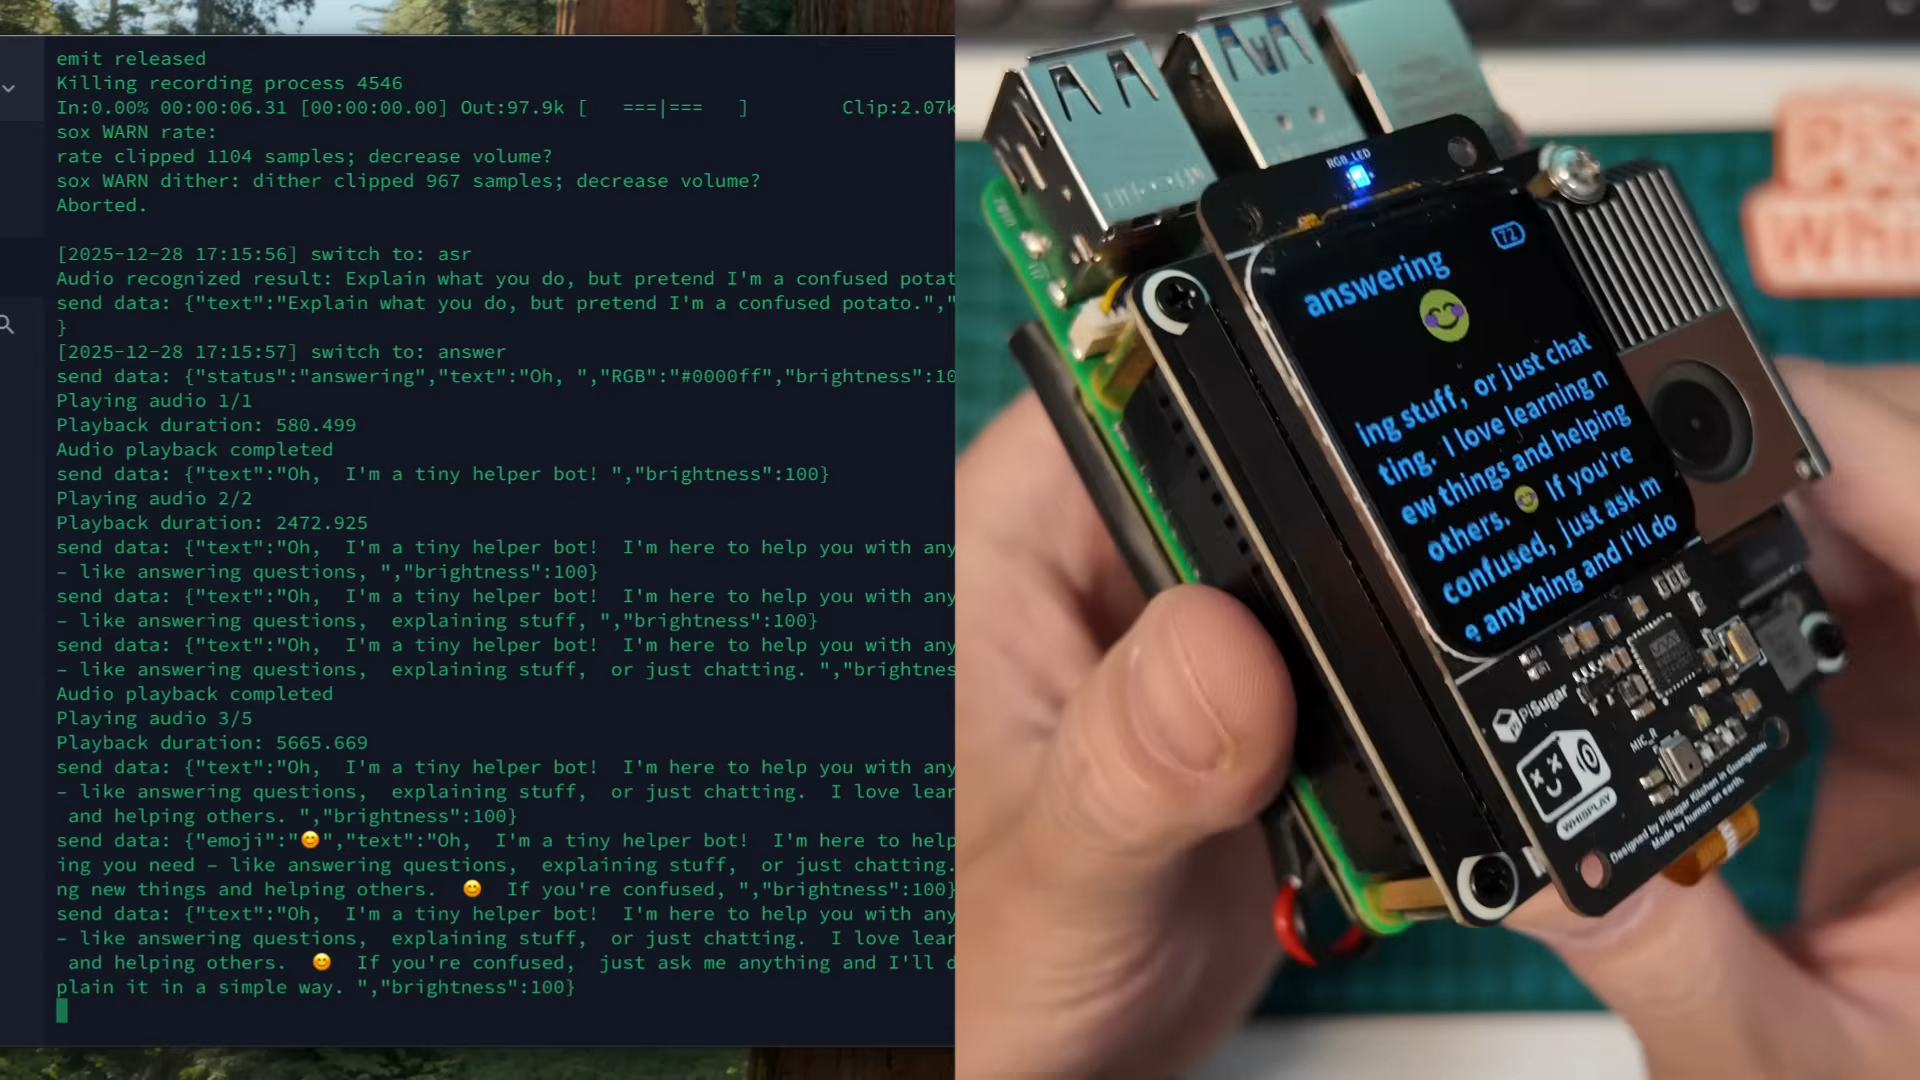 emit released
Killing recording process 4546
In:0.00% 00:00:06.31 [00:00:00.00] Out:97.9k [   ===|===   ]        Clip:2.07k
sox WARN rate:
rate clipped 1104 samples; decrease volume?
sox WARN dither: dither clipped 967 samples; decrease volume?
Aborted.
[2025-12-28 17:15:56] switch to: asr
Audio recognized result: Explain what you do, but pretend I'm a confused potat
send data: {"text":"Explain what you do, but pretend I'm a confused potato.","
}
[2025-12-28 17:15:57] switch to: answer
send data: {"status":"answering","text":"Oh, ","RGB":"#0000ff","brightness":10
Playing audio 1/1
Playback duration: 580.499
Audio playback completed
send data: {"text":"Oh,  I'm a tiny helper bot! ","brightness":100}
Playing audio 2/2
Playback duration: 2472.925
send data: {"text":"Oh,  I'm a tiny helper bot!  I'm here to help you with any
– like answering questions, ","brightness":100}
send data: {"text":"Oh,  I'm a tiny helper bot!  I'm here to help you with any
– like answering questions,  explaining stuff, ","brightness":100}
send data: {"text":"Oh,  I'm a tiny helper bot!  I'm here to help you with any
– like answering questions,  explaining stuff,  or just chatting. ","brightnes
Audio playback completed
Playing audio 3/5
Playback duration: 5665.669
send data: {"text":"Oh,  I'm a tiny helper bot!  I'm here to help you with any
– like answering questions,  explaining stuff,  or just chatting.  I love lear
 and helping others. ","brightness":100}
send data: {"emoji":"😊","text":"Oh,  I'm a tiny helper bot!  I'm here to help
ing you need – like answering questions,  explaining stuff,  or just chatting.
ng new things and helping others.  😊  If you're confused, ","brightness":100}
send data: {"text":"Oh,  I'm a tiny helper bot!  I'm here to help you with any
– like answering questions,  explaining stuff,  or just chatting.  I love lear
 and helping others.  😊  If you're confused,  just ask me anything and I'll d
plain it in a simple way. ","brightness":100}
RGB_LED
72
answering
ing stuff, or just chat
ting. I love learning n
ew things and helping
others. 😊 If you're
confused, just ask m
e anything and I'll do
PiSugar
MIC_R
WHISPLAY
Designed by PiSugar Kitchen in Guangzhou
Made by human on earth.